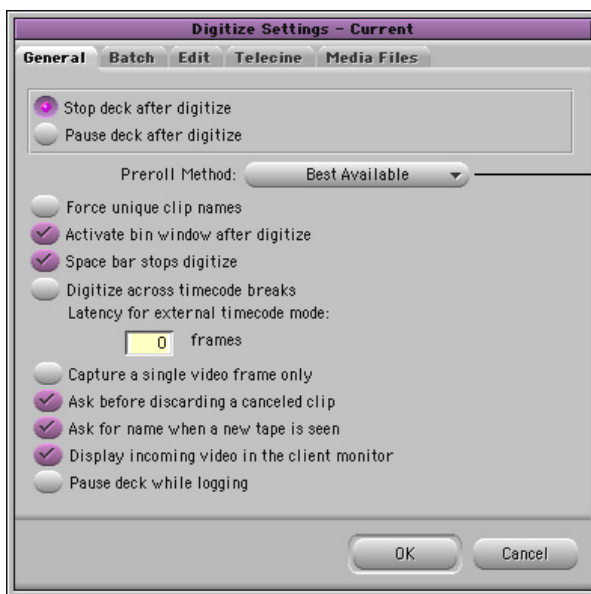 Digitize Settings – Current
General Batch Edit Telecine Media Files
Stop deck after digitize
Pause deck after digitize
Preroll Method: Best Available
Force unique clip names
Activate bin window after digitize
Space bar stops digitize
Digitize across timecode breaks
Latency for external timecode mode:
0 frames
Capture a single video frame only
Ask before discarding a canceled clip
Ask for name when a new tape is seen
Display incoming video in the client monitor
Pause deck while logging
OK Cancel